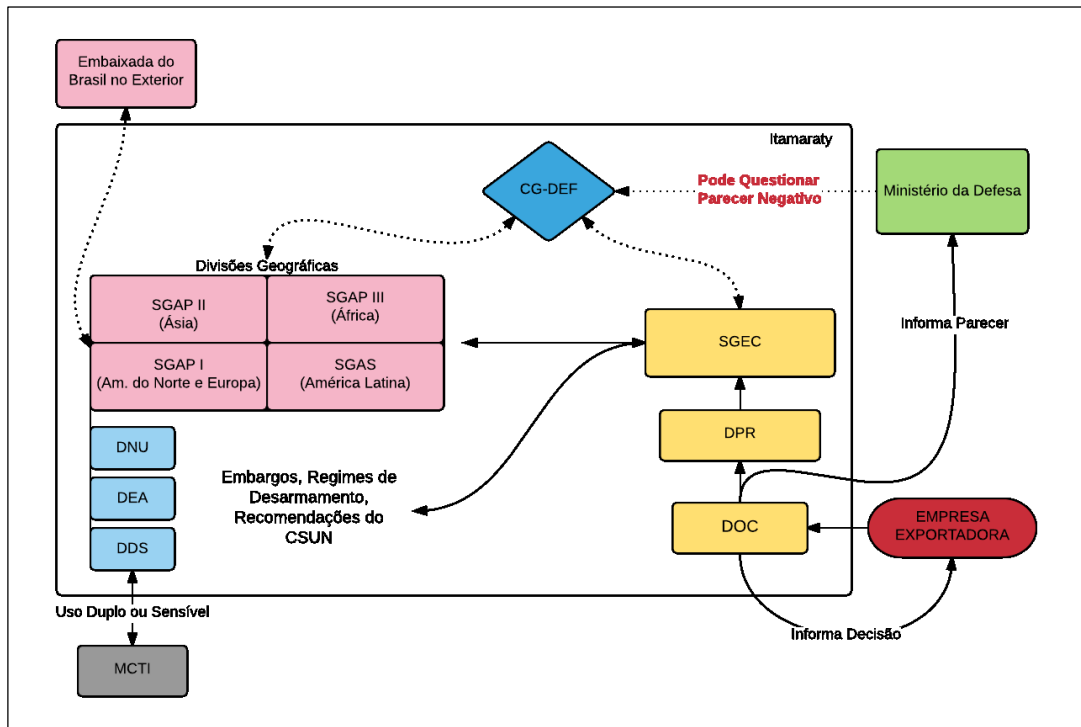 Embaixada do
Brasil no Exterior
Itamaraty
CG-DEF
Pode Questionar
Parecer Negativo
Ministério da Defesa
Divisões Geográficas
SGAP II
(Ásia)
SGAP III
(África)
SGAP I
(Am. do Norte e Europa)
SGAS
(América Latina)
SGEC
Informa Parecer
DPR
DNU
DEA
DDS
Embargos, Regimes de
Desarmamento,
Recomendações do
CSUN
DOC
EMPRESA
EXPORTADORA
Uso Duplo ou Sensível
Informa Decisão
MCTI